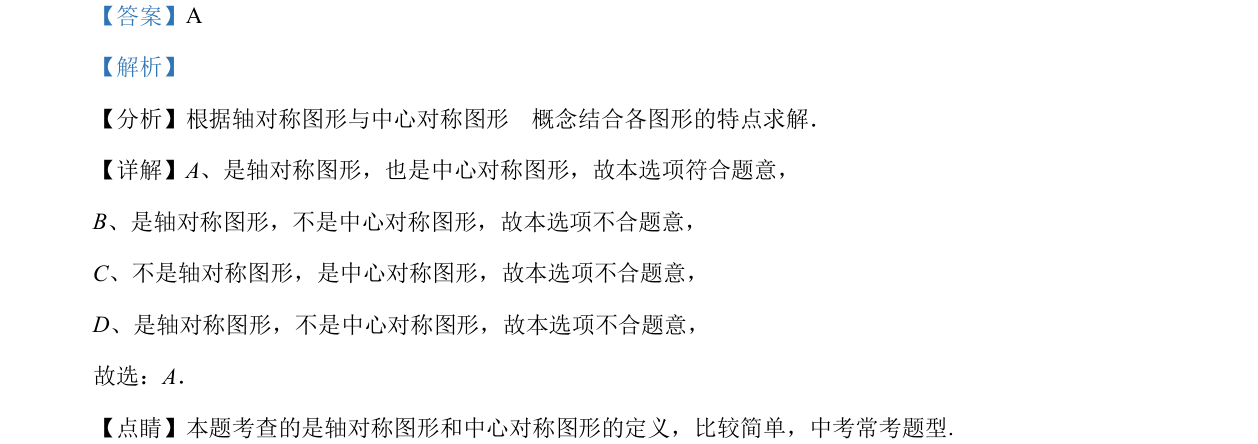 【答案】A
【解析】
【分析】根据轴对称图形与中心对称图形 概念结合各图形的特点求解．
【详解】A、是轴对称图形，也是中心对称图形，故本选项符合题意，
B、是轴对称图形，不是中心对称图形，故本选项不合题意，
C、不是轴对称图形，是中心对称图形，故本选项不合题意，
D、是轴对称图形，不是中心对称图形，故本选项不合题意，
故选：A．
【点睛】本题考查的是轴对称图形和中心对称图形的定义，比较简单，中考常考题型.